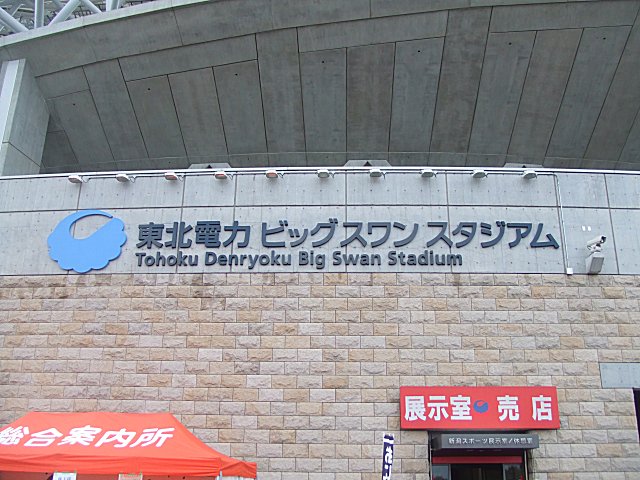 東北電力 ビッグスワン スタジアム
Tohoku Denryoku Big Swan Stadium
展示室 売店
新潟スポーツ展示室/休憩室
総合案内所